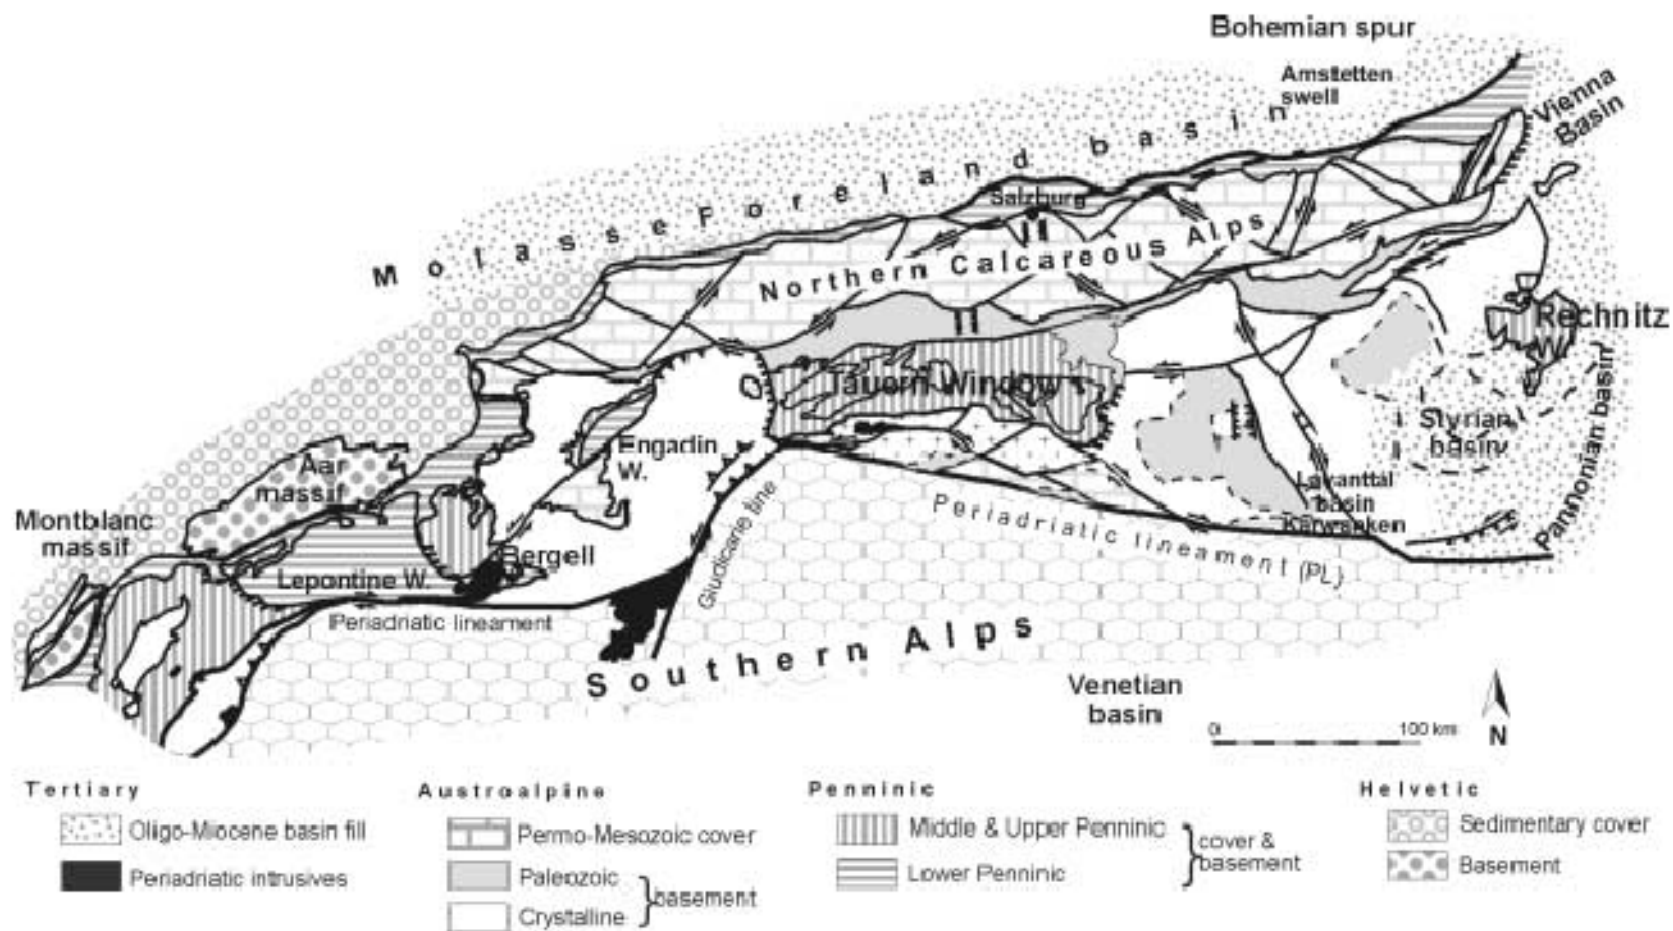 Bohemian spur
Amstetten
swell
Vienna
Basin
Molasse Foreland basin
Salzburg
Northern Calcareous Alps
Rechnitz
Tauern Window
Engadin
W.
Styrian
basin
Pannonian basin
Aar
massif
Montblanc
massif
Lavanttal
basin
Karwanken
Periadriatic lineament (PL)
Bergell
Lepontine W.
Giudicarie line
Periadriatic lineament
Southern Alps
Venetian
basin
0 100 km
N
Tertiary
Oligo-Miocene basin fill
Periadriatic intrusives
Austroalpine
Permo-Mesozoic cover
Paleozoic
Crystalline
basement
Penninic
Middle & Upper Penninic
Lower Penninic
cover &
basement
Helvetic
Sedimentary cover
Basement